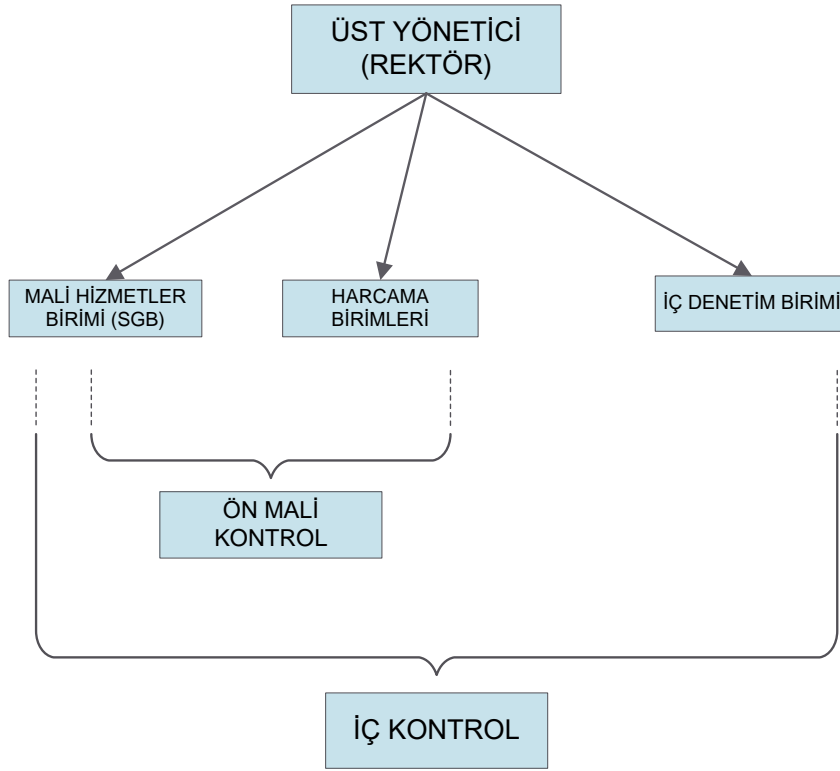 ÜST YÖNETİCİ
(REKTÖR)
MALİ HİZMETLER
BİRİMİ (SGB)
HARCAMA
BİRİMLERİ
İÇ DENETİM BİRİMİ
ÖN MALİ
KONTROL
İÇ KONTROL